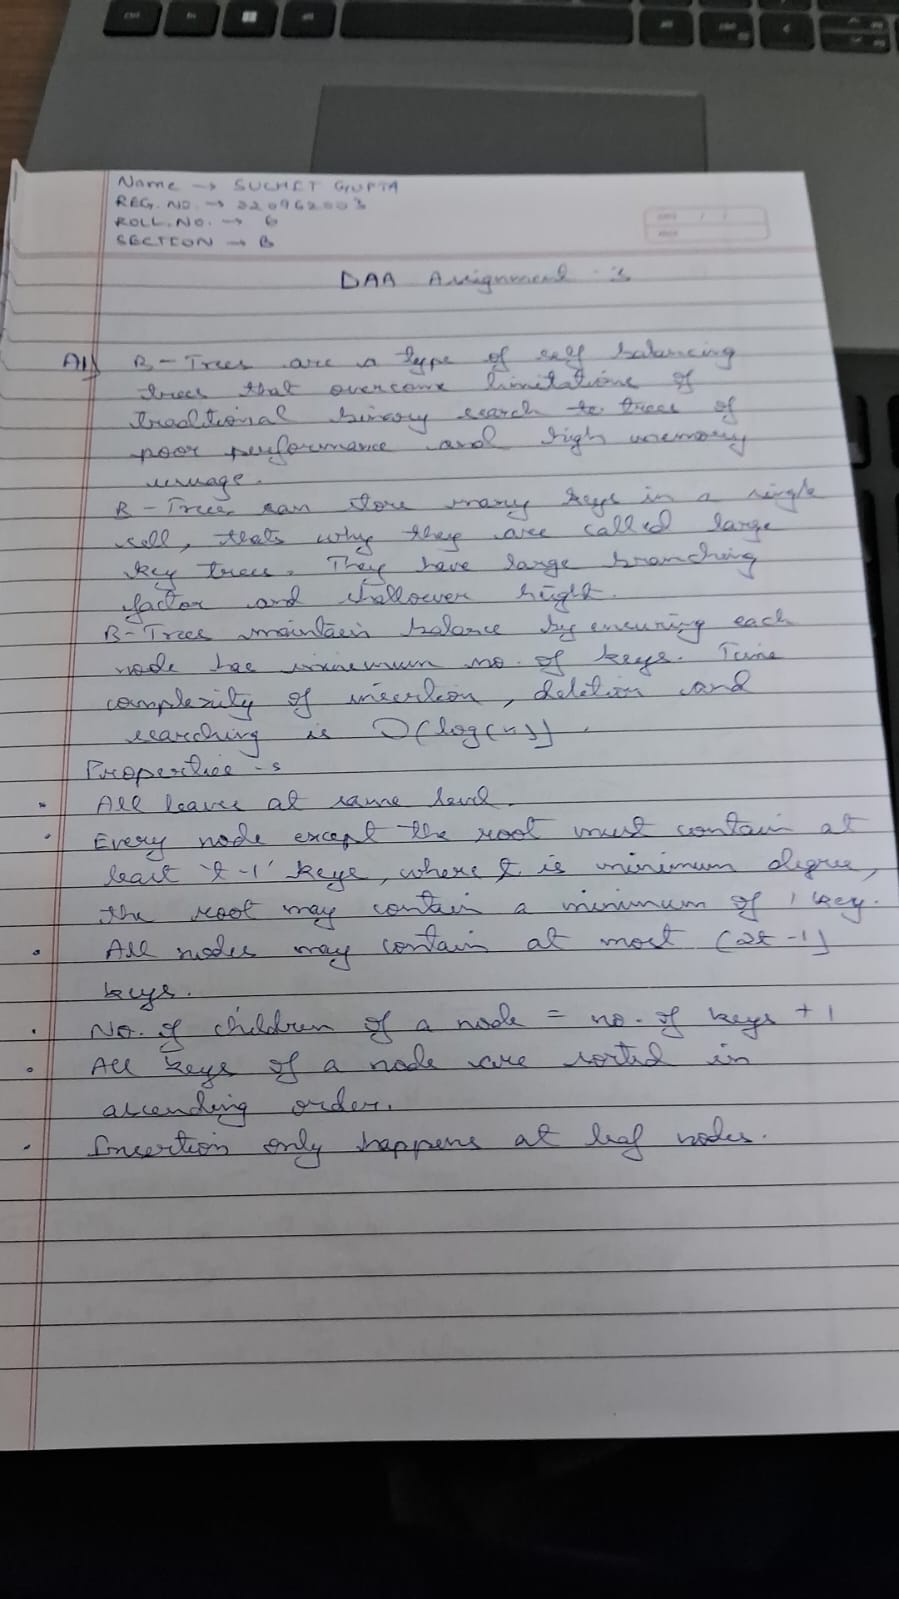 Name → SUCHET GUPTA
REG. NO. → 220962003
ROLL. NO. → 6
SECTION → B
DAA Assignment - 3
A1) B-Trees are a type of self balancing
trees that overcome limitations of
traditional binary search to trees of
poor performance and high memory
usuage.
B-Trees can store many keys in a single
cell, thats why they are called large
key trees. They have large branching
factor and shallower hight.
B-Trees maintain balance by ensuring each
node has minimum no. of keys. Time
complexity of insertion, deletion and
searching is O(log(n)).
Properties -:
• All leaves at same level.
• Every node except the root must contain at
least 't-1' keys, where t is minimum degree,
the root may contain a minimum of 1 key.
• All nodes may contain at most (2t-1)
keys.
• No. of children of a node = no. of keys + 1
• All keys of a node are sorted in
ascending order.
• Insertion only happens at leaf nodes.